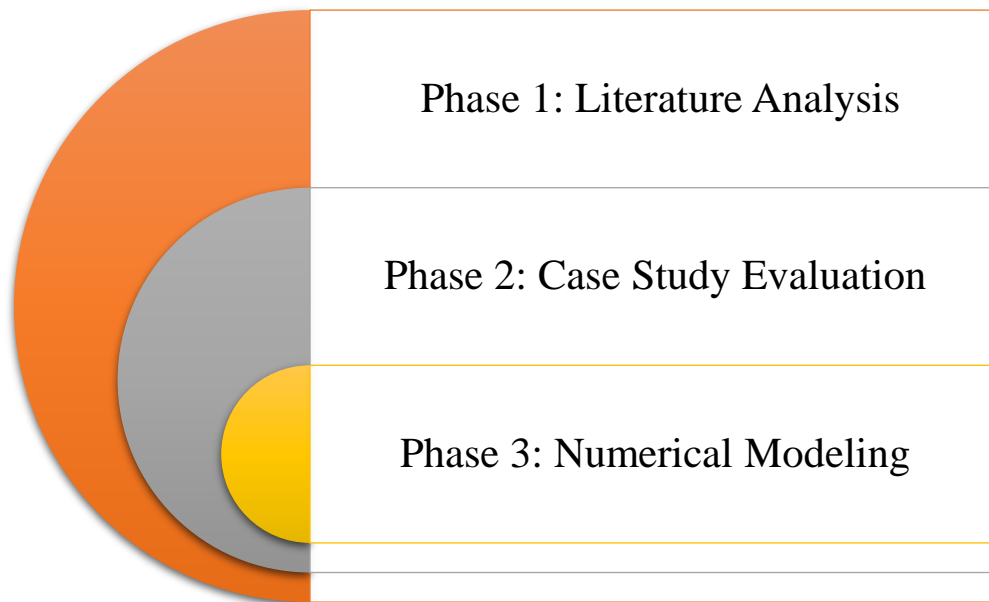 Phase 1: Literature Analysis
Phase 2: Case Study Evaluation
Phase 3: Numerical Modeling